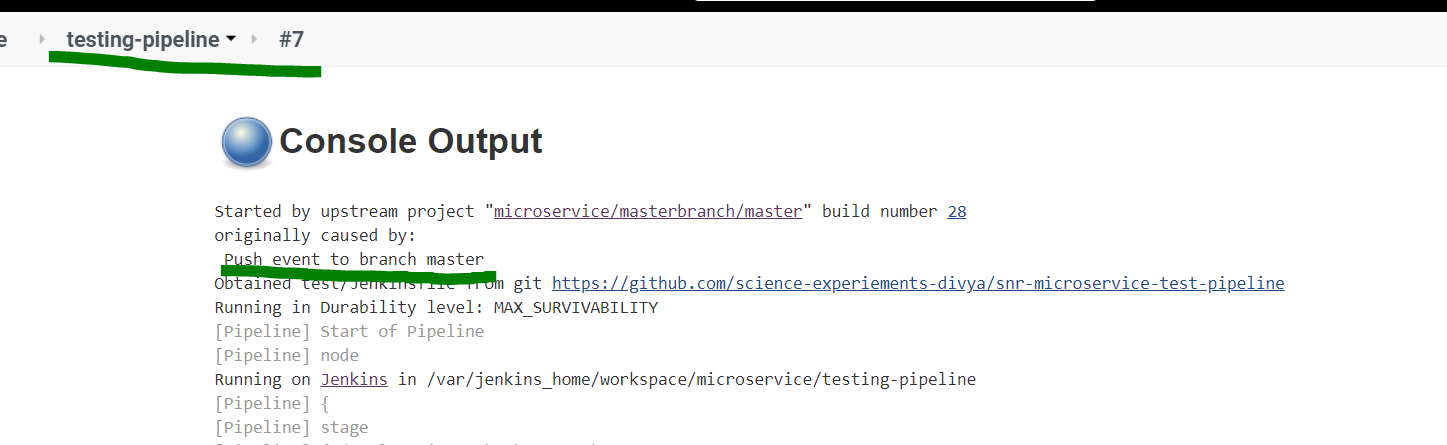 e testing-pipeline #7
Console Output
Started by upstream project "microservice/masterbranch/master" build number 28
originally caused by:
Push event to branch master
Obtained test/Jenkinsfile from git https://github.com/science-experiements-divya/snr-microservice-test-pipeline
Running in Durability level: MAX_SURVIVABILITY
[Pipeline] Start of Pipeline
[Pipeline] node
Running on Jenkins in /var/jenkins_home/workspace/microservice/testing-pipeline
[Pipeline] {
[Pipeline] stage